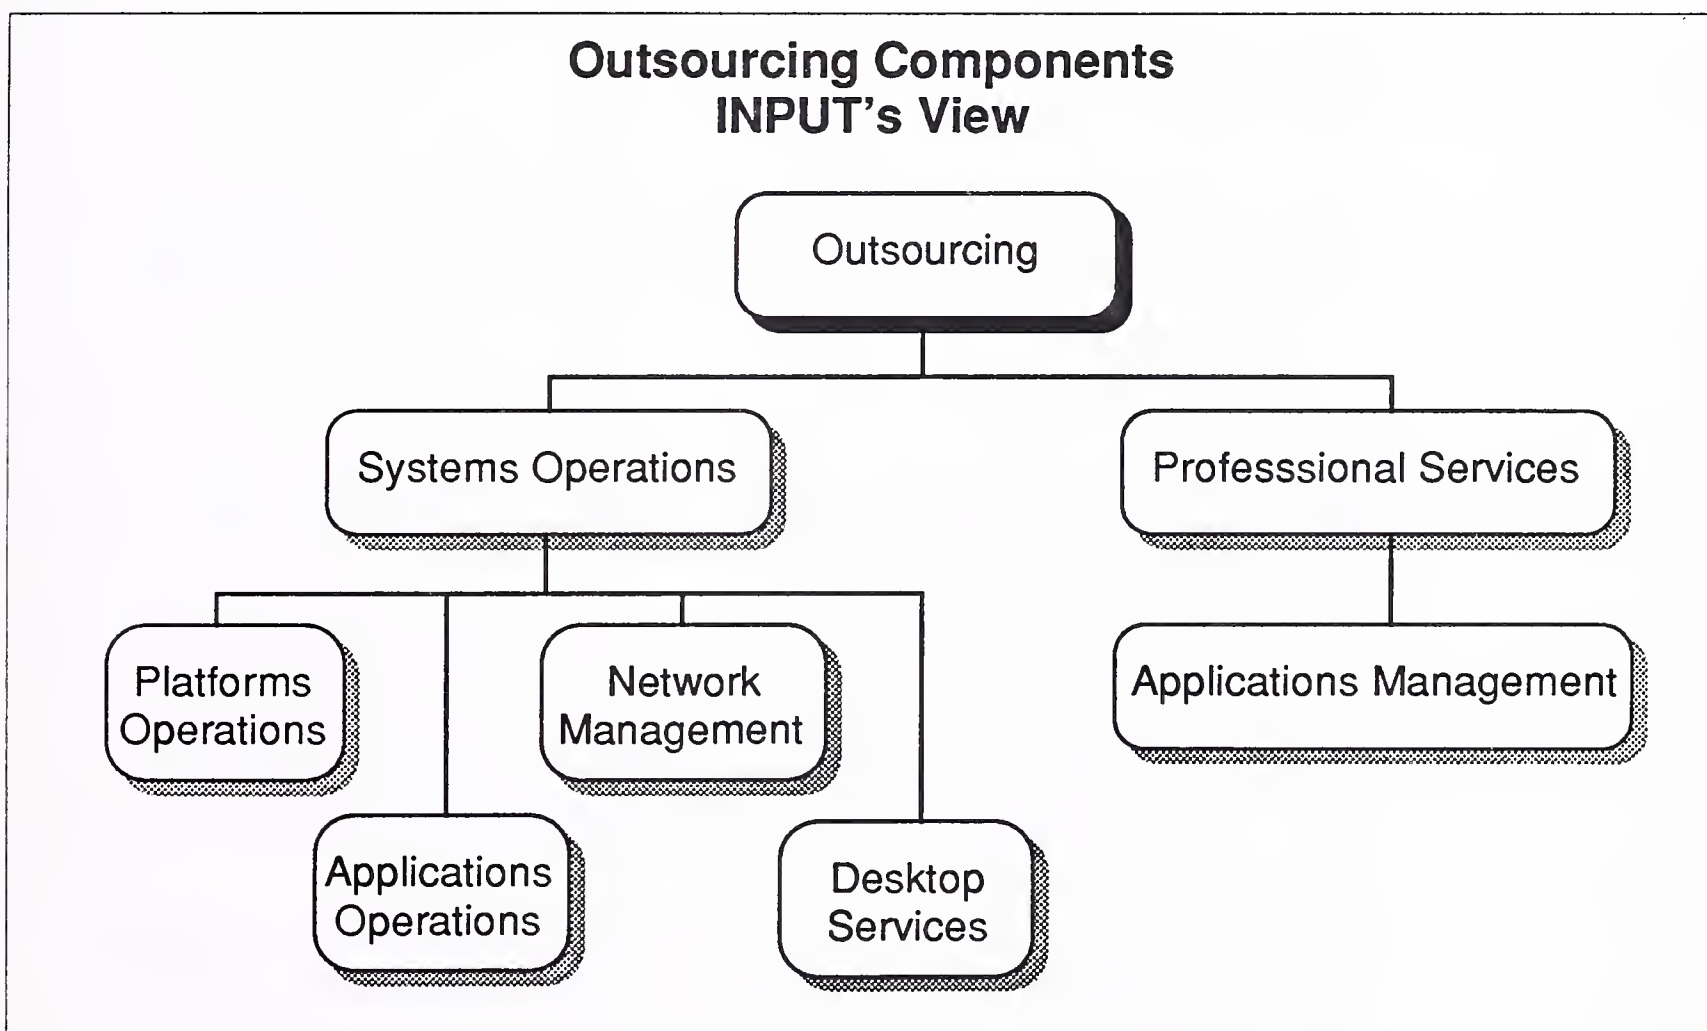 Outsourcing Components
INPUT's View
Outsourcing
Systems Operations
Professsional Services
Platforms
Operations
Network
Management
Applications Management
Applications
Operations
Desktop
Services